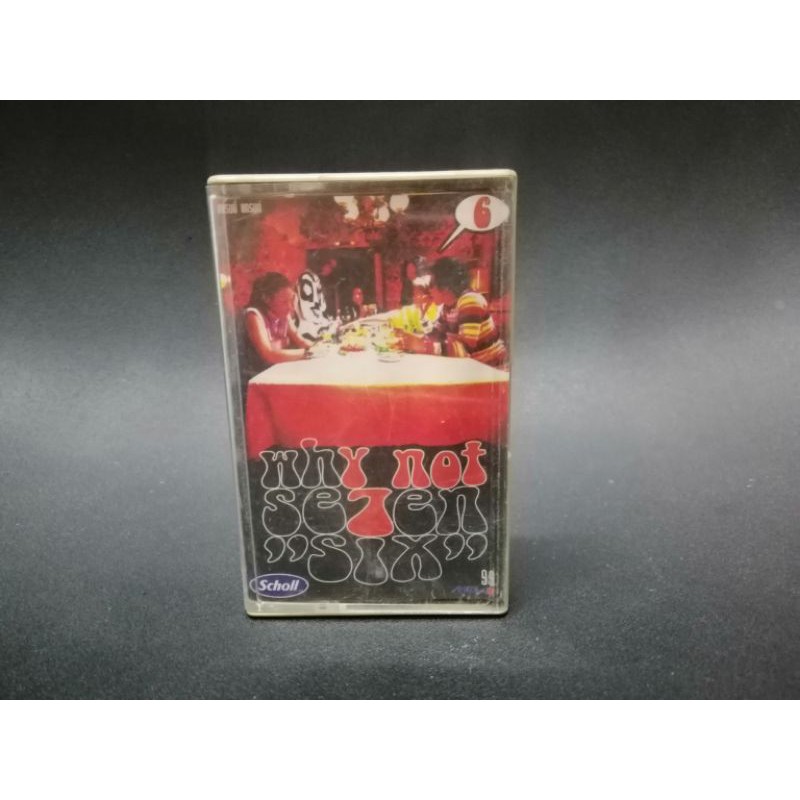 6
why not
se7en
"six"
Scholl